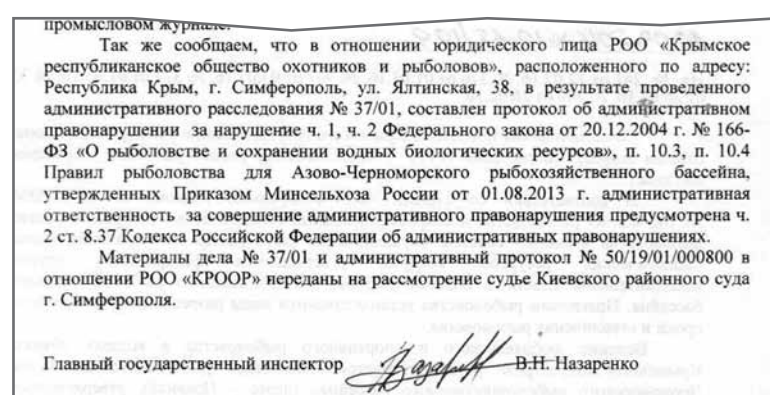 промысловом журнале.
Так же сообщаем, что в отношении юридического лица РОО «Крымское
республиканское общество охотников и рыболовов», расположенного по адресу:
Республика Крым, г. Симферополь, ул. Ялтинская, 38, в результате проведенного
административного расследования № 37/01, составлен протокол об административном
правонарушении за нарушение ч. 1, ч. 2 Федерального закона от 20.12.2004 г. № 166-
ФЗ «О рыболовстве и сохранении водных биологических ресурсов», п. 10.3, п. 10.4
Правил рыболовства для Азово-Черноморского рыбохозяйственного бассейна,
утвержденных Приказом Минсельхоза России от 01.08.2013 г. административная
ответственность за совершение административного правонарушения предусмотрена ч.
2 ст. 8.37 Кодекса Российской Федерации об административных правонарушениях.
Материалы дела № 37/01 и административный протокол № 50/19/01/000800 в
отношении РОО «КРООР» переданы на рассмотрение судье Киевского районного суда
г. Симферополя.
Главный государственный инспектор В.Н. Назаренко